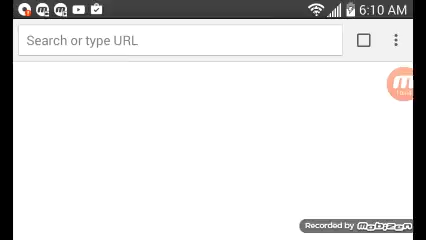 6:10 AM
Search or type URL
Recorded by mobizen